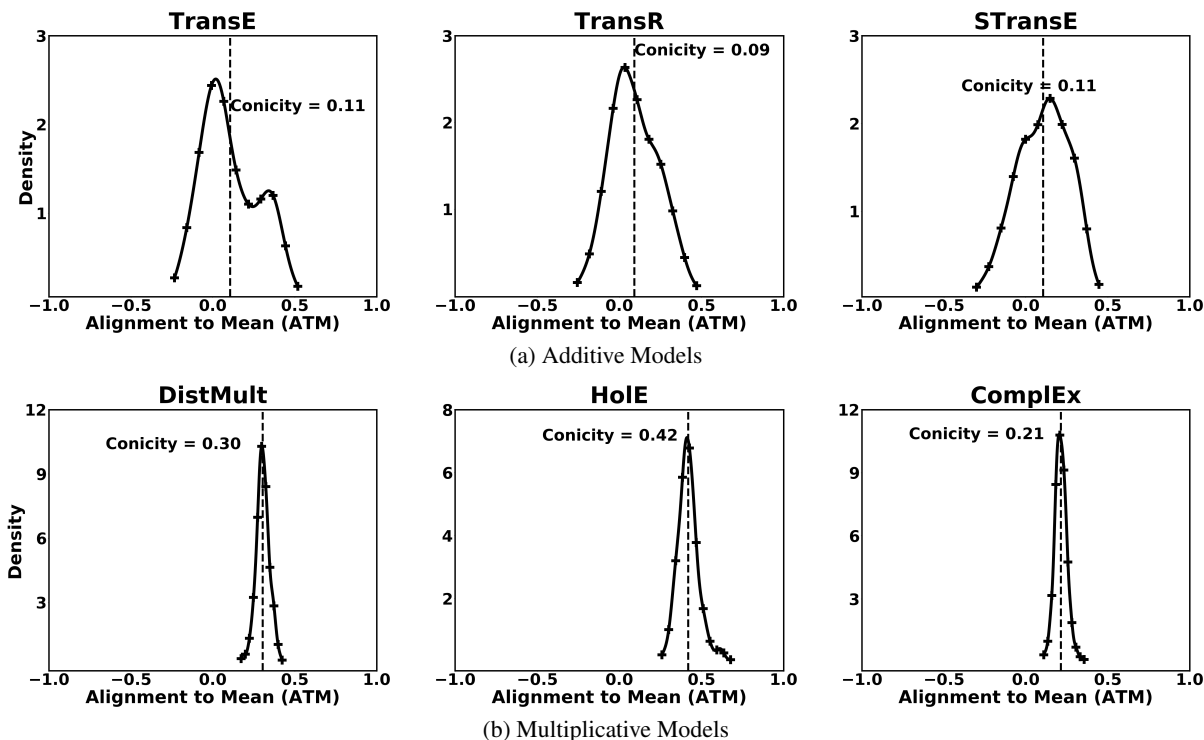 TransE TransR STransE
3 3 3
Conicity = 0.09
Conicity = 0.11 Conicity = 0.11
2 2 2
Density
1 1 1
−1.0 −0.5 0.0 0.5 1.0 −1.0 −0.5 0.0 0.5 1.0 −1.0 −0.5 0.0 0.5 1.0
Alignment to Mean (ATM) Alignment to Mean (ATM) Alignment to Mean (ATM)
(a) Additive Models
DistMult HolE ComplEx
12 8 12
Conicity = 0.30 Conicity = 0.42 Conicity = 0.21
9 6 9
6 4 6
Density
3 2 3
−1.0 −0.5 0.0 0.5 1.0 −1.0 −0.5 0.0 0.5 1.0 −1.0 −0.5 0.0 0.5 1.0
Alignment to Mean (ATM) Alignment to Mean (ATM) Alignment to Mean (ATM)
(b) Multiplicative Models